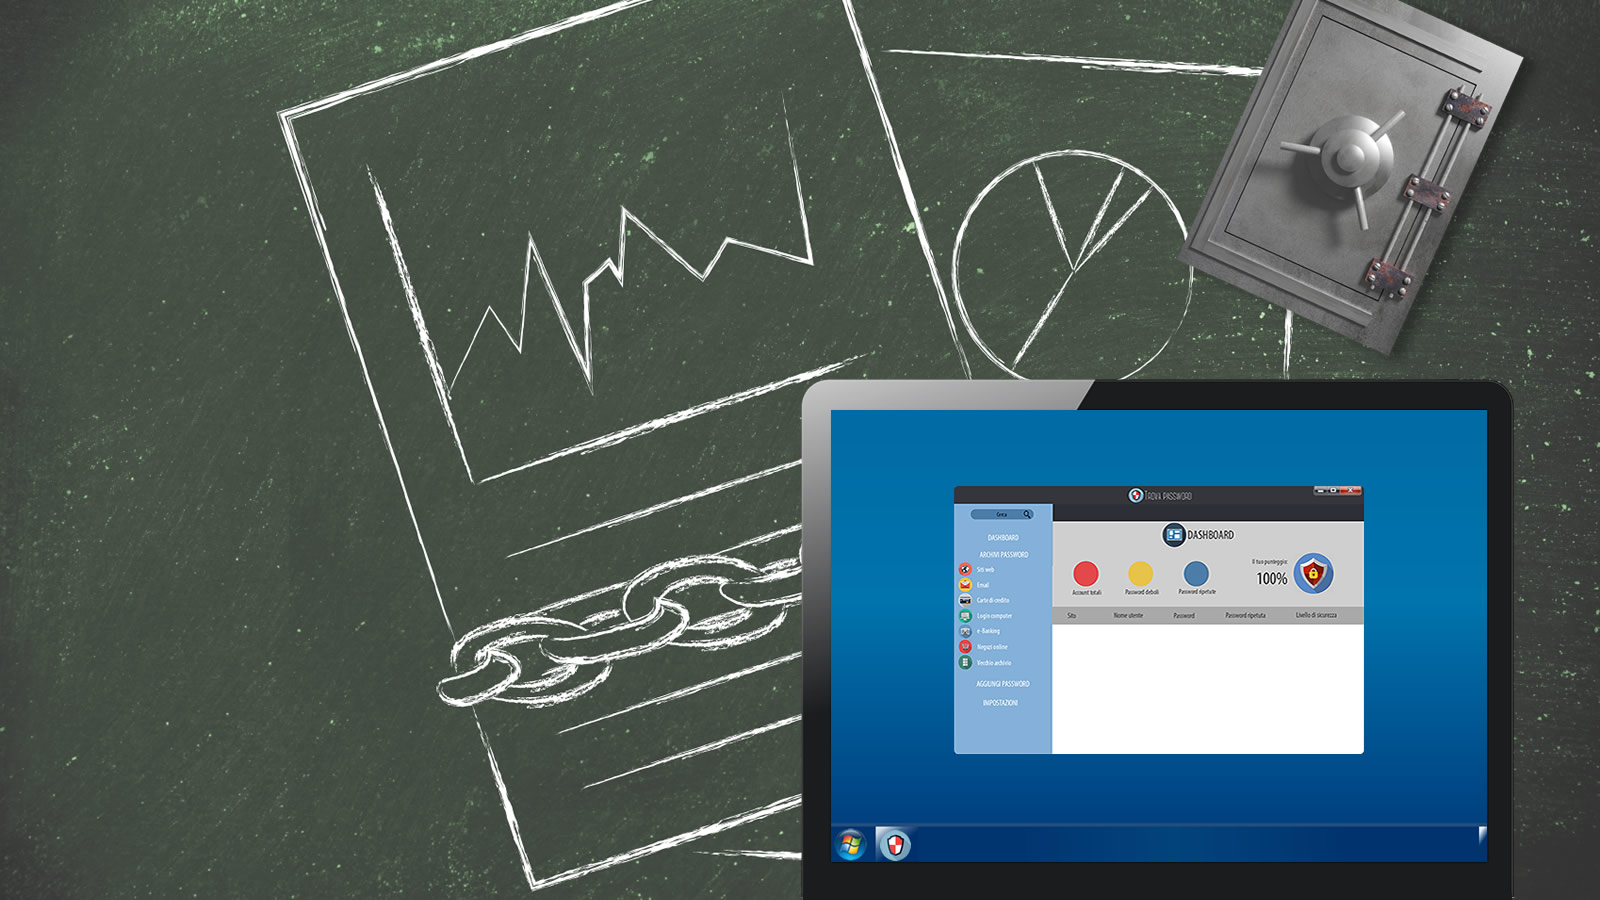 TROVA PASSWORD
Cerca
DASHBOARD
ARCHIVI PASSWORD
Siti web
Email
Carte di credito
Login computer
e-Banking
Negozi online
Vecchio archivio
AGGIUNGI PASSWORD
IMPOSTAZIONI
DASHBOARD
Account totali
Password deboli
Password ripetute
Il tuo punteggio:
100%
Sito Nome utente Password Password ripetuta Livello di sicurezza